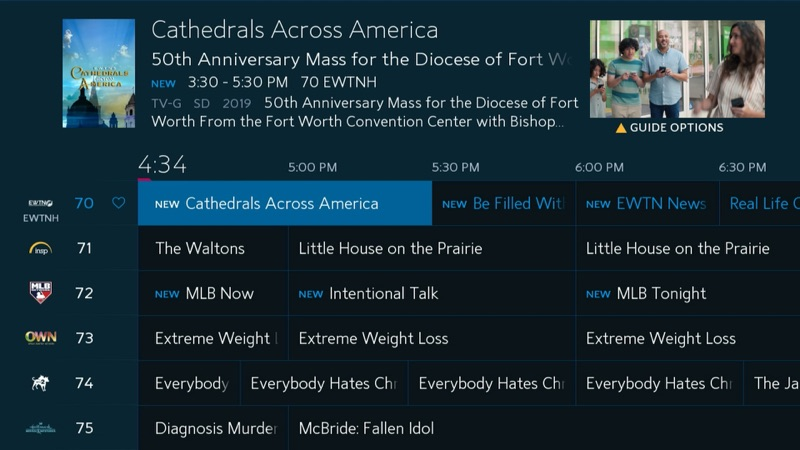 Cathedrals Across America
50th Anniversary Mass for the Diocese of Fort Wo
NEW 3:30 - 5:30 PM 70 EWTNH
TV-G SD 2019 50th Anniversary Mass for the Diocese of Fort
Worth From the Fort Worth Convention Center with Bishop...
CATHEDRALS
AMERICA
GUIDE OPTIONS
4:34 5:00 PM 5:30 PM 6:00 PM 6:30 PM
EWTN EWTNH 70 NEW Cathedrals Across America NEW Be Filled With NEW EWTN News Real Life C
insp 71 The Waltons Little House on the Prairie Little House on the Prairie
MLB 72 NEW MLB Now NEW Intentional Talk NEW MLB Tonight
OWN 73 Extreme Weight L Extreme Weight Loss Extreme Weight Loss
74 Everybody Everybody Hates Chr Everybody Hates Chr Everybody Hates Chr The Ja
75 Diagnosis Murder McBride: Fallen Idol